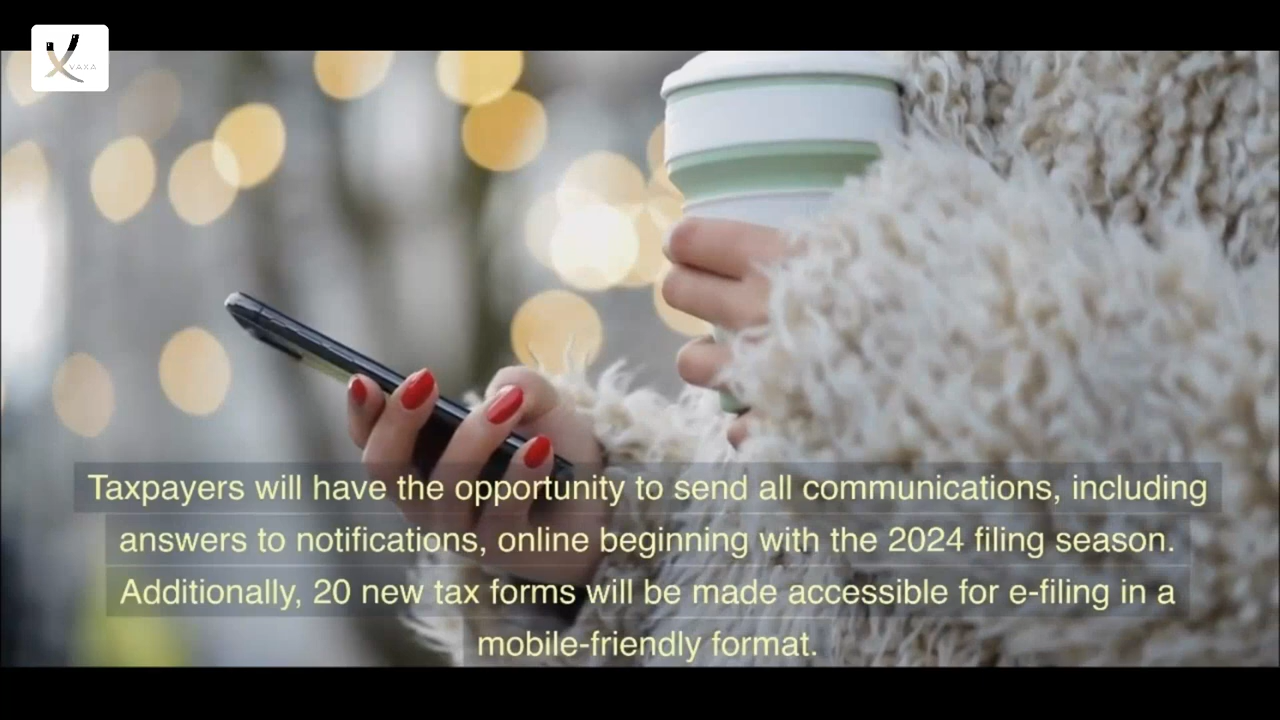 VAXA
Taxpayers will have the opportunity to send all communications, including
answers to notifications, online beginning with the 2024 filing season.
Additionally, 20 new tax forms will be made accessible for e-filing in a
mobile-friendly format.